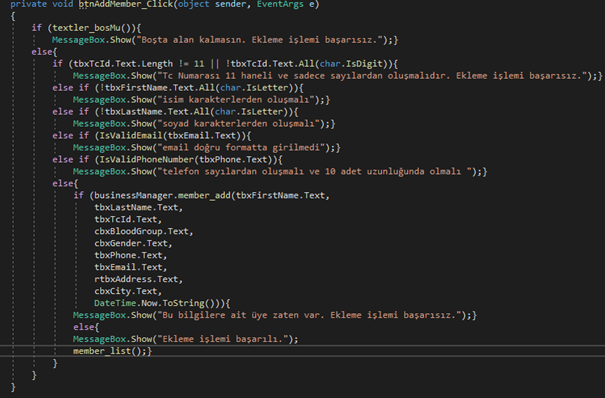 private void btnAddMember_Click(object sender, EventArgs e)
{
if (textler_bosMu()){
MessageBox.Show("Boşta alan kalmasın. Ekleme işlemi başarısız.");}
else{
if (tbxTcId.Text.Length != 11 || !tbxTcId.Text.All(char.IsDigit)){
MessageBox.Show("Tc Numarası 11 haneli ve sadece sayılardan oluşmalıdır. Ekleme işlemi başarısız.");}
else if (!tbxFirstName.Text.All(char.IsLetter)){
MessageBox.Show("isim karakterlerden oluşmalı");}
else if (!tbxLastName.Text.All(char.IsLetter)){
MessageBox.Show("soyad karakterlerden oluşmalı");}
else if (IsValidEmail(tbxEmail.Text)){
MessageBox.Show("email doğru formatta girilmedi");}
else if (IsValidPhoneNumber(tbxPhone.Text)){
MessageBox.Show("telefon sayılardan oluşmalı ve 10 adet uzunluğunda olmalı ");}
else{
if (businessManager.member_add(tbxFirstName.Text,
tbxLastName.Text,
tbxTcId.Text,
cbxBloodGroup.Text,
cbxGender.Text,
tbxPhone.Text,
tbxEmail.Text,
rtbxAddress.Text,
cbxCity.Text,
DateTime.Now.ToString())){
MessageBox.Show("Bu bilgilere ait üye zaten var. Ekleme işlemi başarısız.");}
else{
MessageBox.Show("Ekleme işlemi başarılı.");
member_list();}
}
}
}